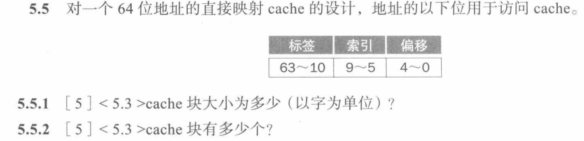 5.5 对一个 64 位地址的直接映射 cache 的设计，地址的以下位用于访问 cache。
标签 索引 偏移
63～10 9～5 4～0
5.5.1 [ 5 ] < 5.3 >cache 块大小为多少（以字为单位）？
5.5.2 [ 5 ] < 5.3 >cache 块有多少个？